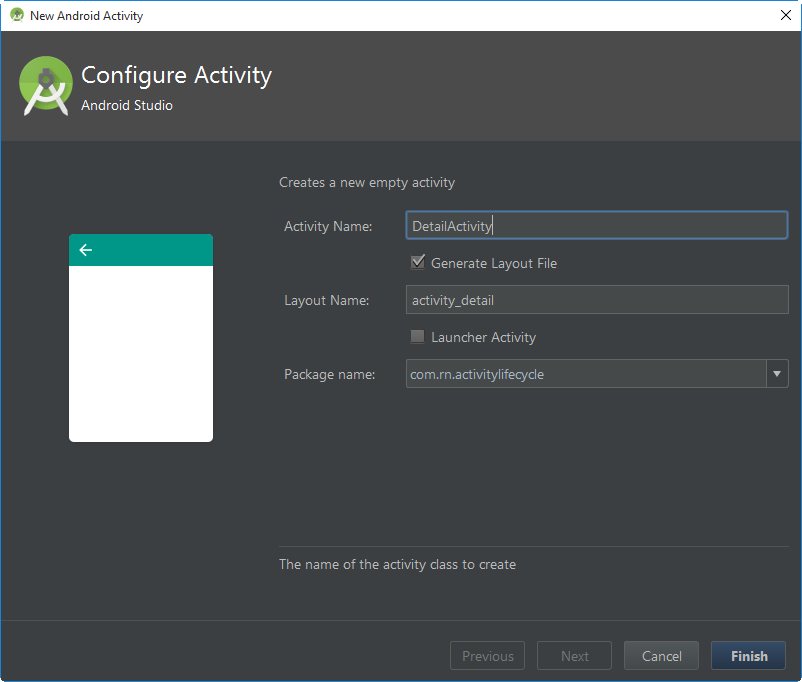 New Android Activity
Configure Activity
Android Studio
Creates a new empty activity
Activity Name: DetailActivity
Generate Layout File
Layout Name: activity_detail
Launcher Activity
Package name: com.rn.activitylifecycle
The name of the activity class to create
Previous Next Cancel Finish